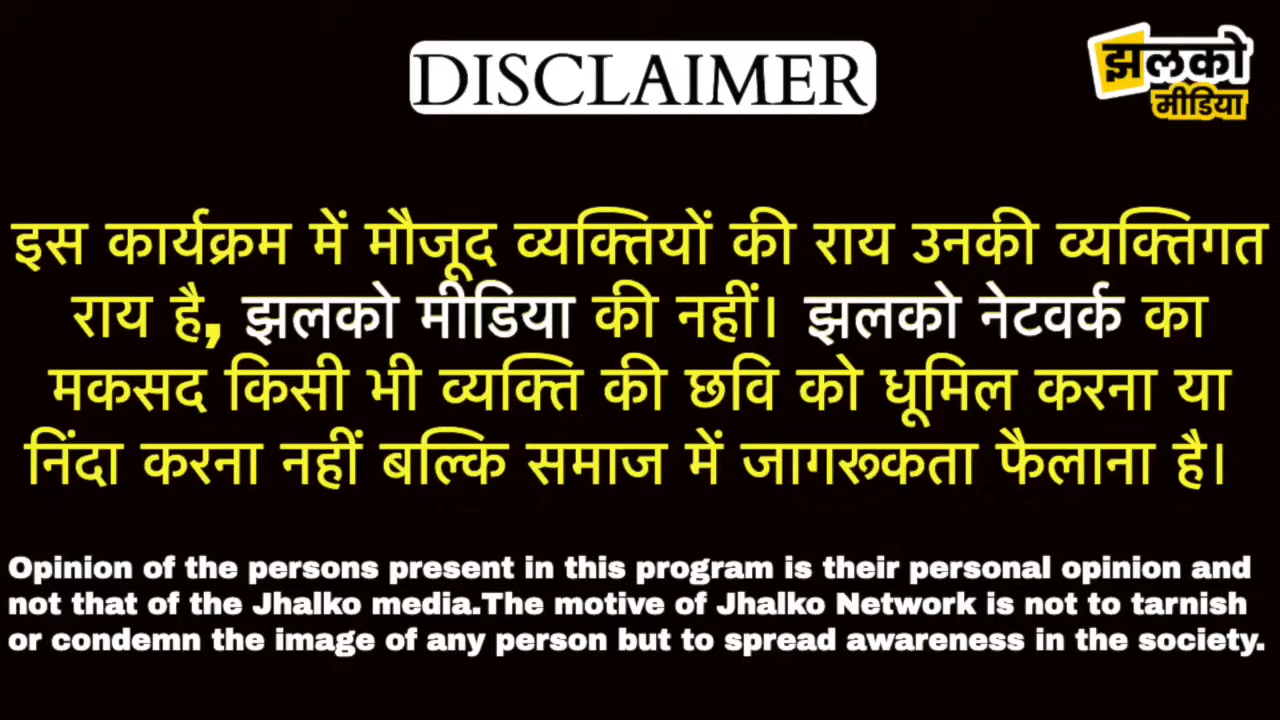 DISCLAIMER
झलको
मीडिया
इस कार्यक्रम में मौजूद व्यक्तियों की राय उनकी व्यक्तिगत
राय है, झलको मीडिया की नहीं। झलको नेटवर्क का
मकसद किसी भी व्यक्ति की छवि को धूमिल करना या
निंदा करना नहीं बल्कि समाज में जागरूकता फैलाना है।
Opinion of the persons present in this program is their personal opinion and
not that of the Jhalko media.The motive of Jhalko Network is not to tarnish
or condemn the image of any person but to spread awareness in the society.